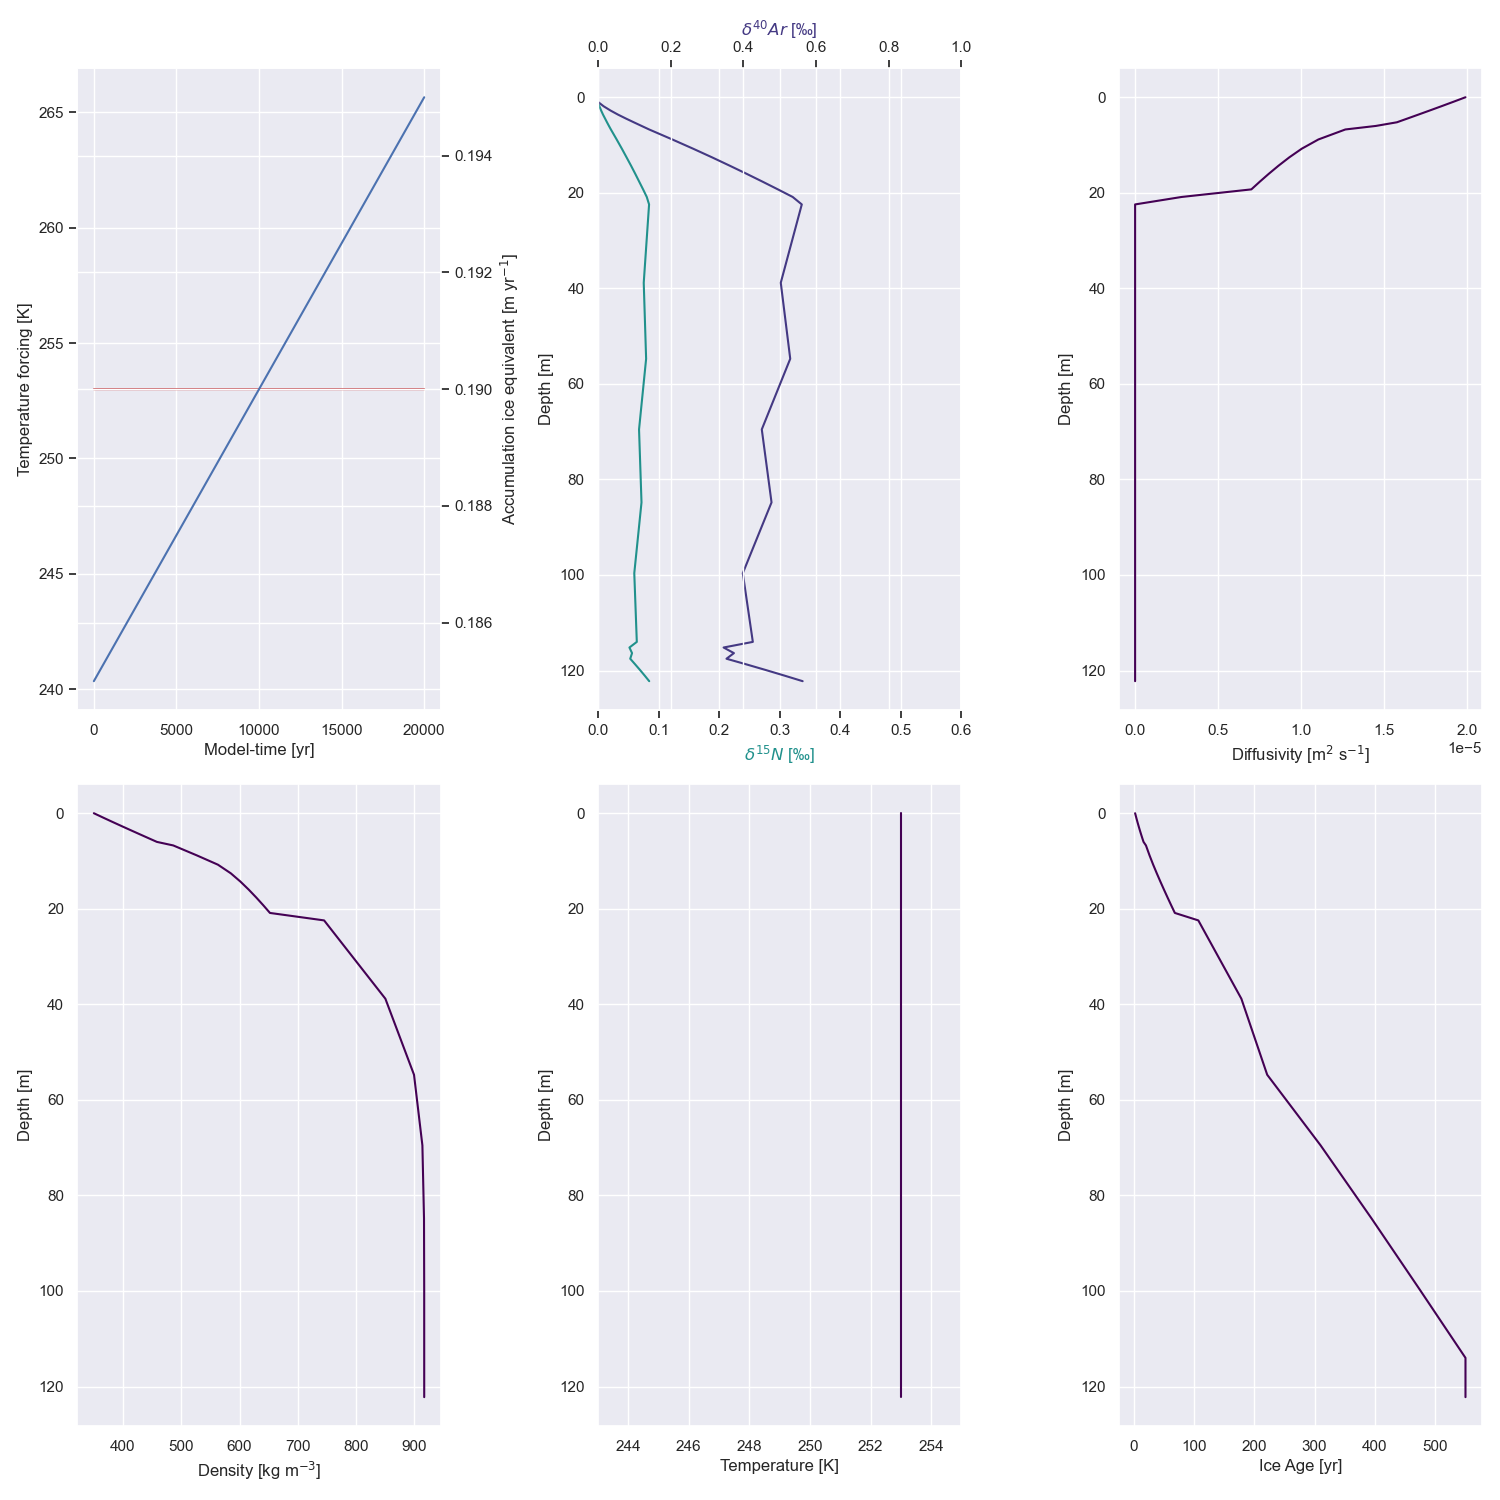 265
260
255
250
245
240
Temperature forcing [K]
0 5000 10000 15000 20000
Model-time [yr]
0.194
0.192
0.190
0.188
0.186
Accumulation ice equivalent [m yr⁻¹]
δ⁴⁰Ar [‰]
0.0 0.2 0.4 0.6 0.8 1.0
0
20
40
60
80
100
120
Depth [m]
0.0 0.1 0.2 0.3 0.4 0.5 0.6
δ¹⁵N [‰]
0
20
40
60
80
100
120
Depth [m]
0.0 0.5 1.0 1.5 2.0
1e−5
Diffusivity [m² s⁻¹]
0
20
40
60
80
100
120
Depth [m]
400 500 600 700 800 900
Density [kg m⁻³]
0
20
40
60
80
100
120
Depth [m]
244 246 248 250 252 254
Temperature [K]
0
20
40
60
80
100
120
Depth [m]
0 100 200 300 400 500
Ice Age [yr]